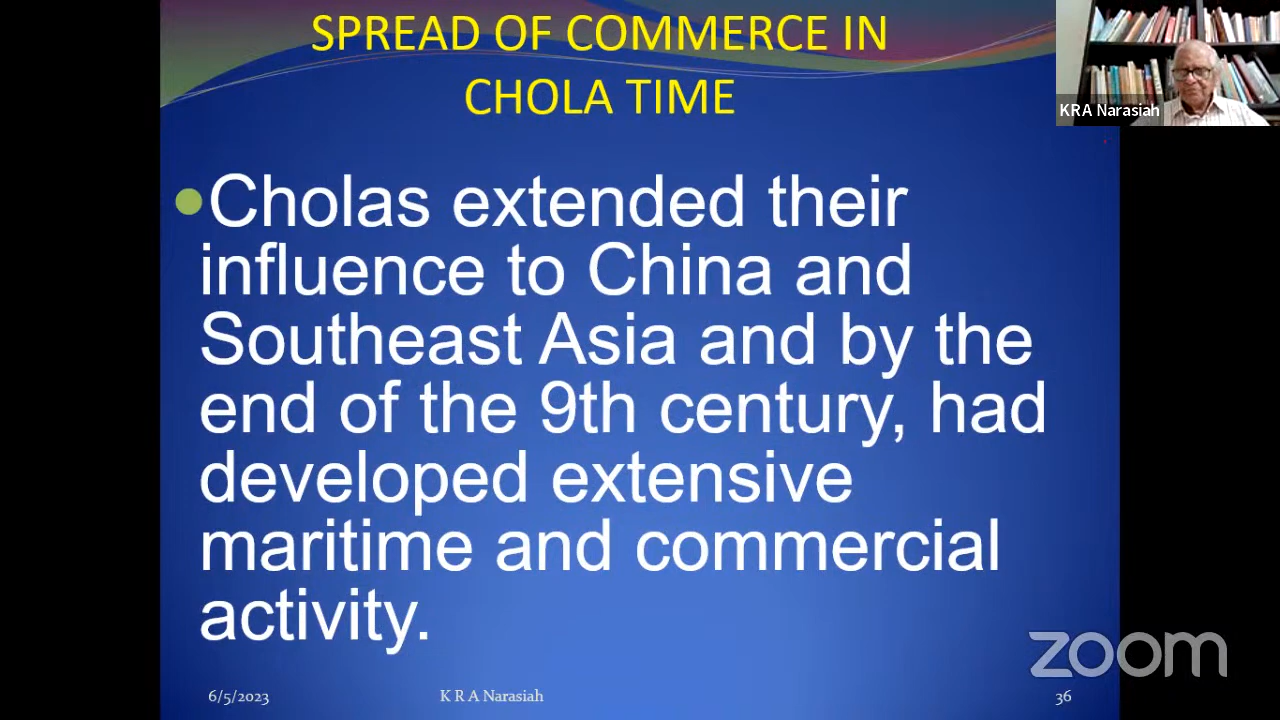 SPREAD OF COMMERCE IN
CHOLA TIME
KRA Narasiah
•Cholas extended their
influence to China and
Southeast Asia and by the
end of the 9th century, had
developed extensive
maritime and commercial
activity.
zoom
6/5/2023
K R A Narasiah
36